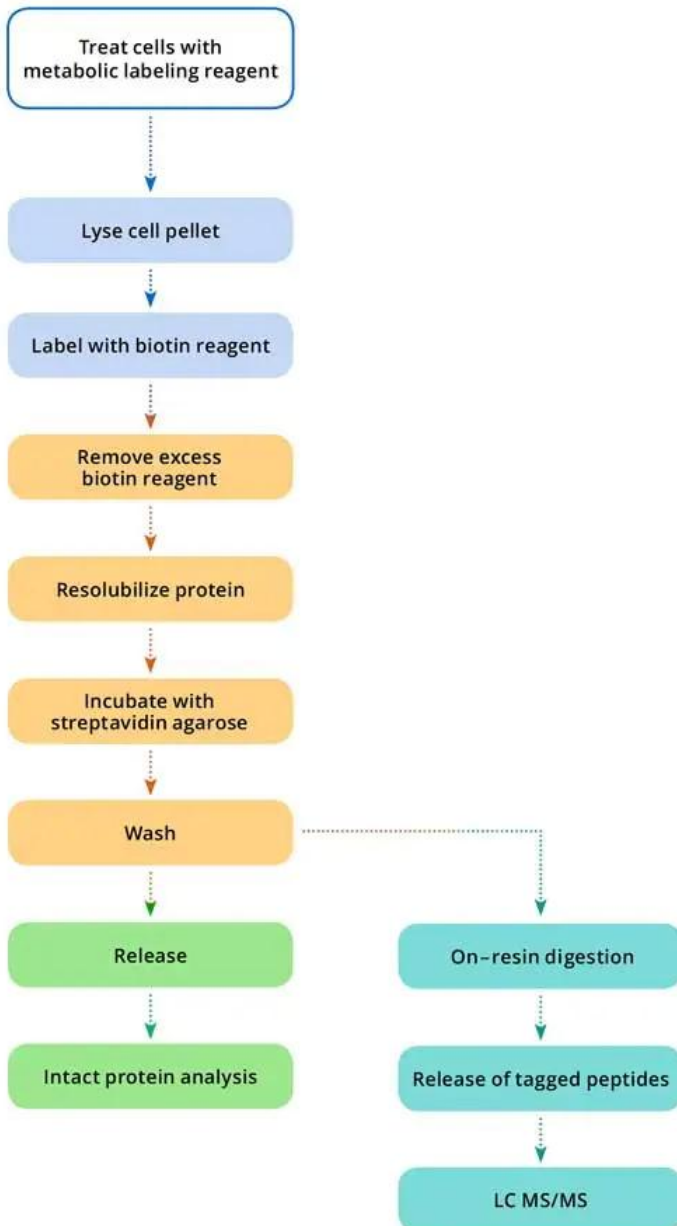 Treat cells with
metabolic labeling reagent
Lyse cell pellet
Label with biotin reagent
Remove excess
biotin reagent
Resolubilize protein
Incubate with
streptavidin agarose
Wash
Release
Intact protein analysis
On-resin digestion
Release of tagged peptides
LC MS/MS